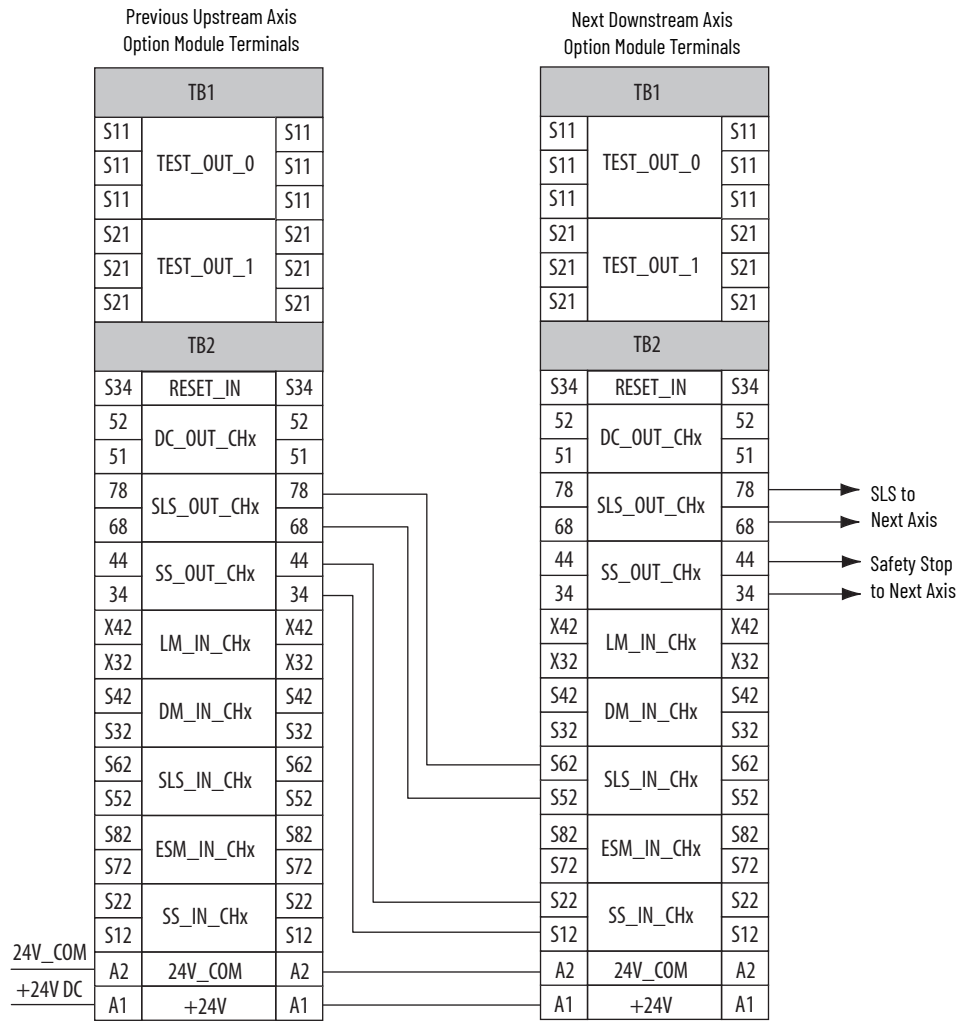 Previous Upstream Axis
Option Module Terminals
Next Downstream Axis
Option Module Terminals
TB1
S11 S11
S11 TEST_OUT_0 S11
S11 S11
S21 S21
S21 TEST_OUT_1 S21
S21 S21
TB2
S34 RESET_IN S34
52 52
DC_OUT_CHx
51 51
78 78
SLS_OUT_CHx
68 68
44 44
SS_OUT_CHx
34 34
X42 X42
LM_IN_CHx
X32 X32
S42 S42
DM_IN_CHx
S32 S32
S62 S62
SLS_IN_CHx
S52 S52
S82 S82
ESM_IN_CHx
S72 S72
S22 S22
SS_IN_CHx
S12 S12
24V_COM
A2 24V_COM A2
+24V DC
A1 +24V A1
TB1
S11 S11
S11 TEST_OUT_0 S11
S11 S11
S21 S21
S21 TEST_OUT_1 S21
S21 S21
TB2
S34 RESET_IN S34
52 52
DC_OUT_CHx
51 51
78 78
SLS_OUT_CHx
68 68
44 44
SS_OUT_CHx
34 34
X42 X42
LM_IN_CHx
X32 X32
S42 S42
DM_IN_CHx
S32 S32
S62 S62
SLS_IN_CHx
S52 S52
S82 S82
ESM_IN_CHx
S72 S72
S22 S22
SS_IN_CHx
S12 S12
A2 24V_COM A2
A1 +24V A1
SLS to
Next Axis
Safety Stop
to Next Axis